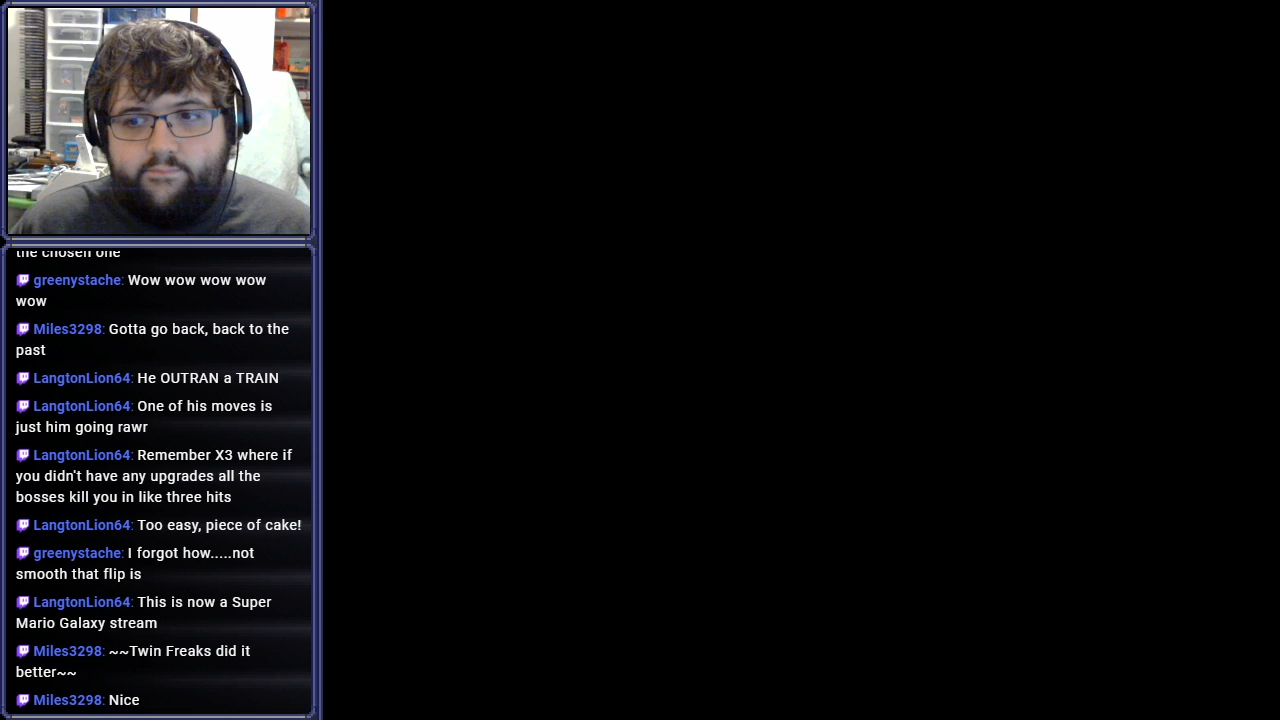 the chosen one
greenystache: Wow wow wow wow
wow
Miles3298: Gotta go back, back to the
past
LangtonLion64: He OUTRAN a TRAIN
LangtonLion64: One of his moves is
just him going rawr
LangtonLion64: Remember X3 where if
you didn't have any upgrades all the
bosses kill you in like three hits
LangtonLion64: Too easy, piece of cake!
greenystache: I forgot how.....not
smooth that flip is
LangtonLion64: This is now a Super
Mario Galaxy stream
Miles3298: ~~Twin Freaks did it
better~~
Miles3298: Nice